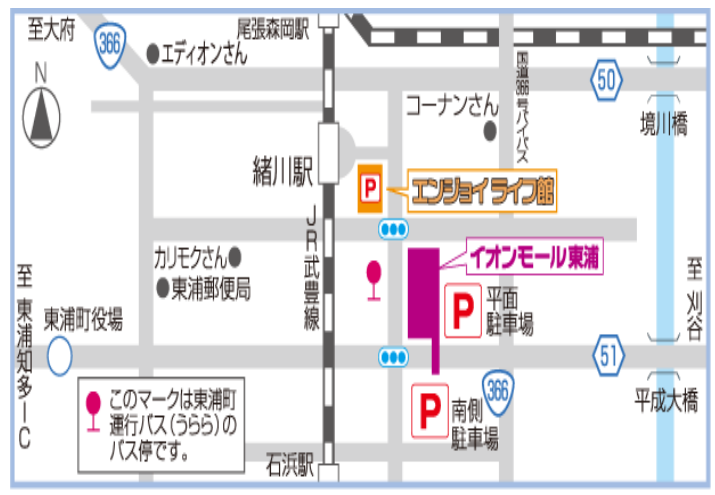 至大府
366
エディオンさん
尾張森岡駅
N
緒川駅
P
エンジョイ ライフ館
コーナンさん
国道366号バイパス
50
境川橋
JR武豊線
カリモクさん
東浦郵便局
イオンモール東浦
P
平面
駐車場
至 刈谷
至 東浦知多IC
東浦町役場
51
平成大橋
このマークは東浦町
運行バス(うらら)の
バス停です。
P
南側
駐車場
366
石浜駅